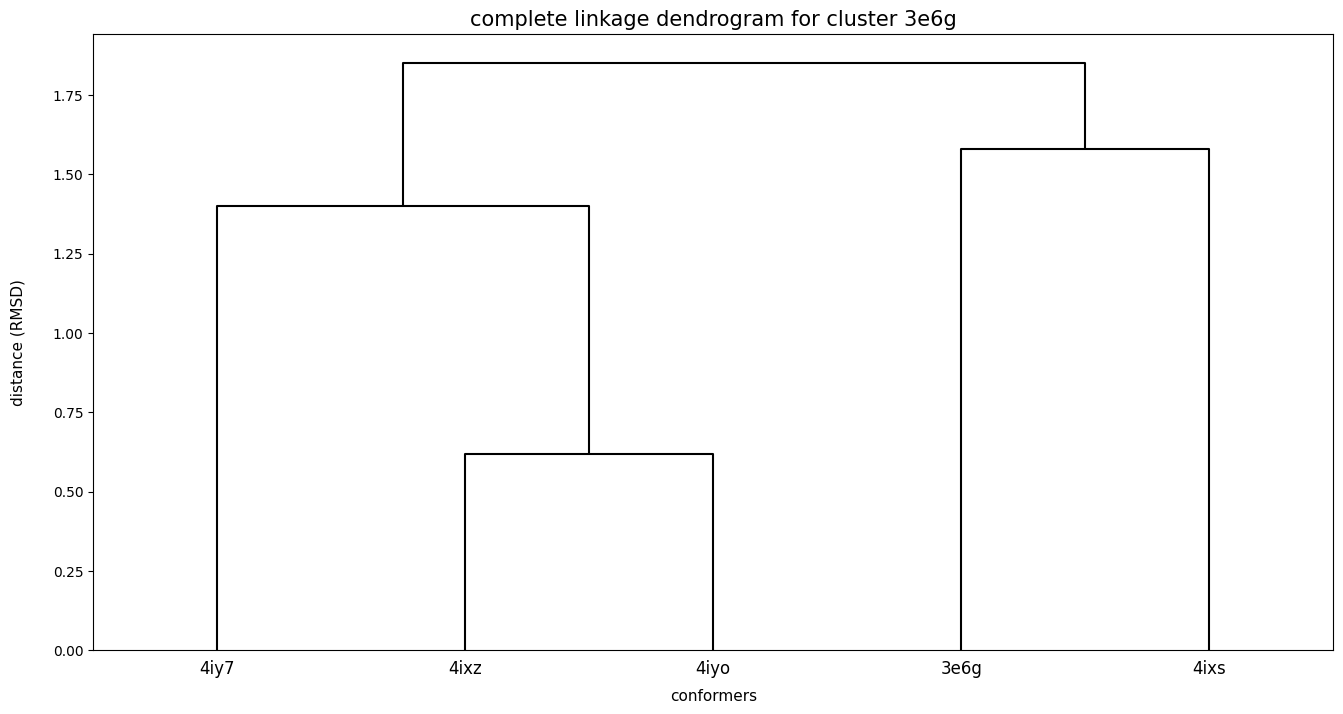 complete linkage dendrogram for cluster 3e6g
distance (RMSD)
1.75
1.50
1.25
1.00
0.75
0.50
0.25
0.00
4iy7 4ixz 4iyo 3e6g 4ixs
conformers